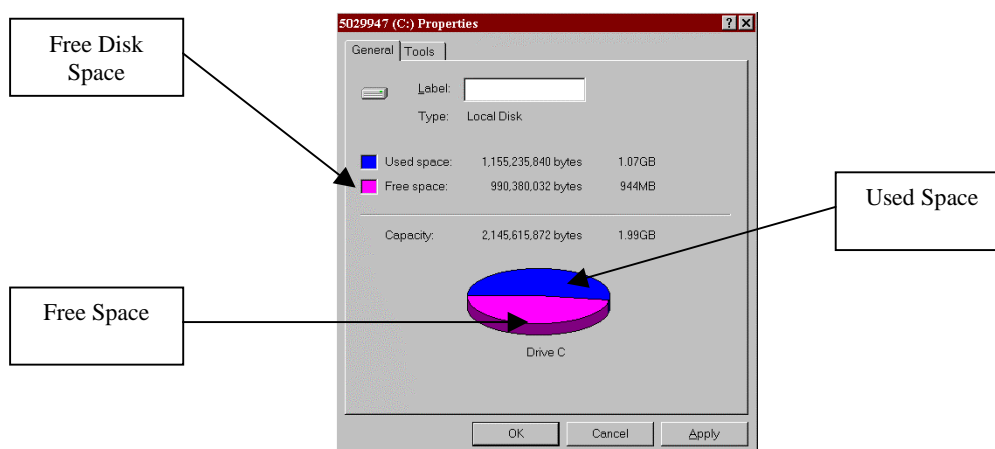 5029947 (C:) Properties
Free Disk
Space
General Tools
Label:
Type: Local Disk
Used space: 1,155,235,840 bytes 1.07GB
Free space: 990,380,032 bytes 944MB
Used Space
Capacity: 2,145,615,872 bytes 1.99GB
Free Space
Drive C
OK Cancel Apply